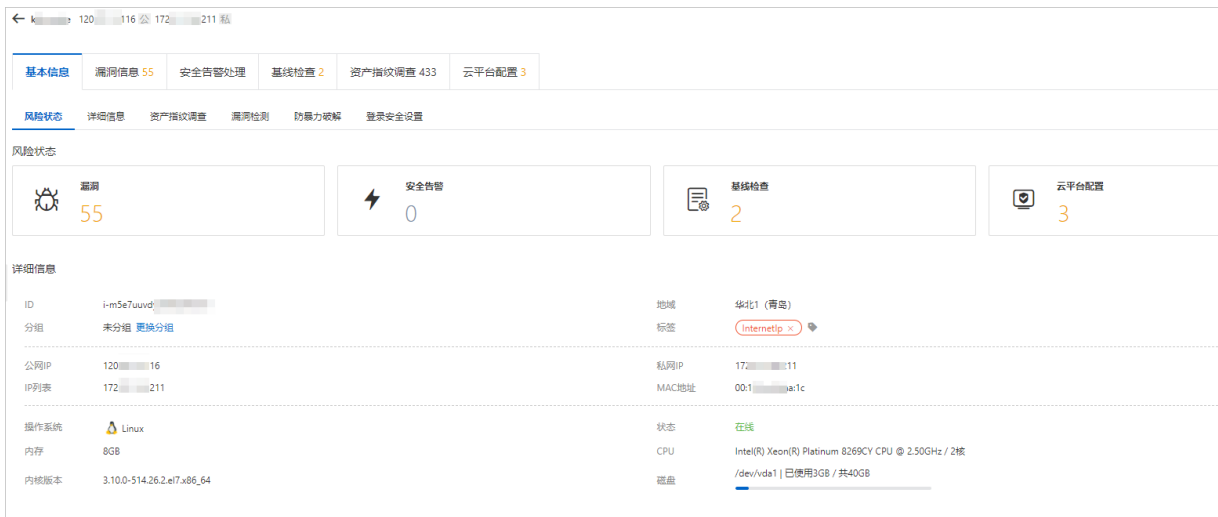 120 116 公 172 211 私
基本信息 漏洞信息 55 安全告警处理 基线检查 2 资产指纹调查 433 云平台配置 3
风险状态 详细信息 资产指纹调查 漏洞检测 防暴力破解 登录安全设置
风险状态
漏洞 安全告警 基线检查 云平台配置
55 0 2 3
详细信息
ID i-m5e7uuvd 地域 华北1（青岛）
分组 未分组 更换分组 标签 InternetIp ×
公网IP 120 16 私网IP 172 11
IP列表 172 211 MAC地址 00:1 a:1c
操作系统 Linux 状态 在线
内存 8GB CPU Intel(R) Xeon(R) Platinum 8269CY CPU @ 2.50GHz / 2核
内核版本 3.10.0-514.26.2.el7.x86_64 磁盘 /dev/vda1 | 已使用3GB / 共40GB